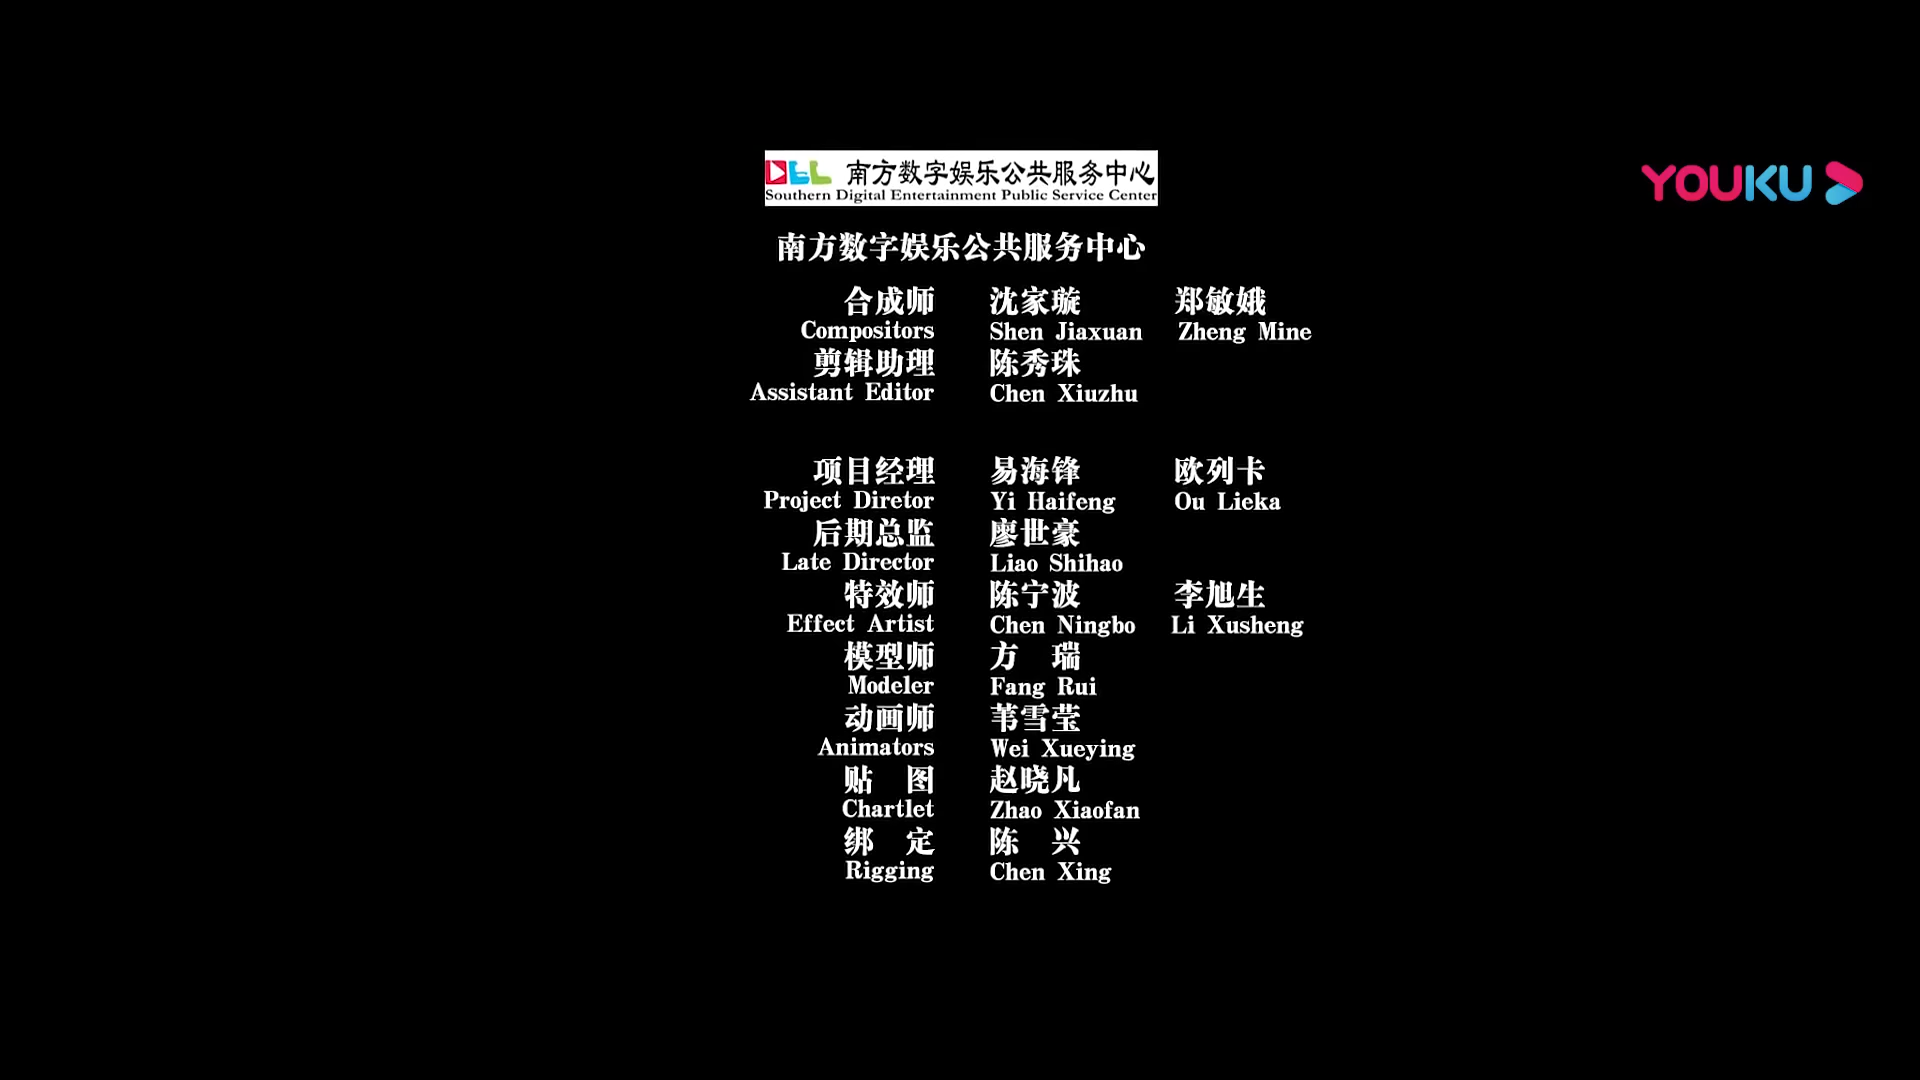 南方数字娱乐公共服务中心
Southern Digital Entertainment Public Service Center
YOUKU
南方数字娱乐公共服务中心
合成师 沈家璇 郑敏娥
Compositors Shen Jiaxuan Zheng Mine
剪辑助理 陈秀珠
Assistant Editor Chen Xiuzhu
项目经理 易海锋 欧列卡
Project Diretor Yi Haifeng Ou Lieka
后期总监 廖世豪
Late Director Liao Shihao
特效师 陈宁波 李旭生
Effect Artist Chen Ningbo Li Xusheng
模型师 方 瑞
Modeler Fang Rui
动画师 苇雪莹
Animators Wei Xueying
贴 图 赵晓凡
Chartlet Zhao Xiaofan
绑 定 陈 兴
Rigging Chen Xing